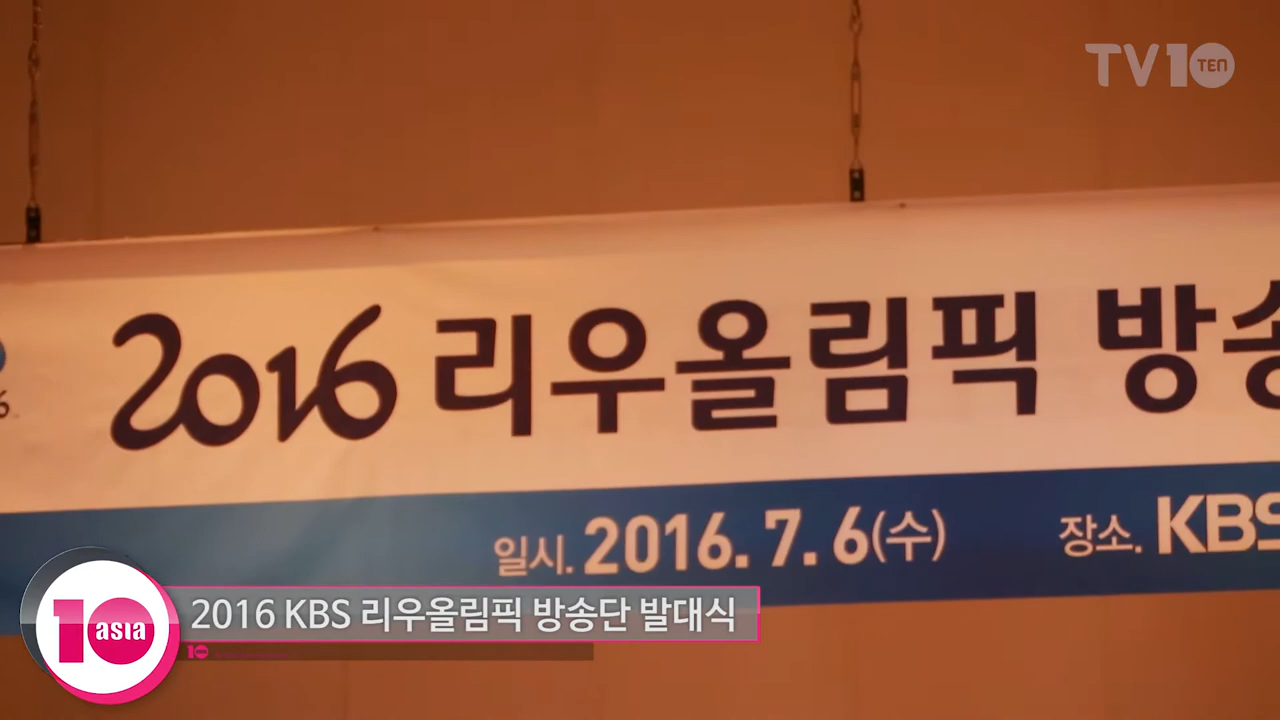 TV10 TEN
2016 리우올림픽 방송
일시. 2016. 7. 6(수) 장소. KBS
10 asia
2016 KBS 리우올림픽 방송단 발대식
10